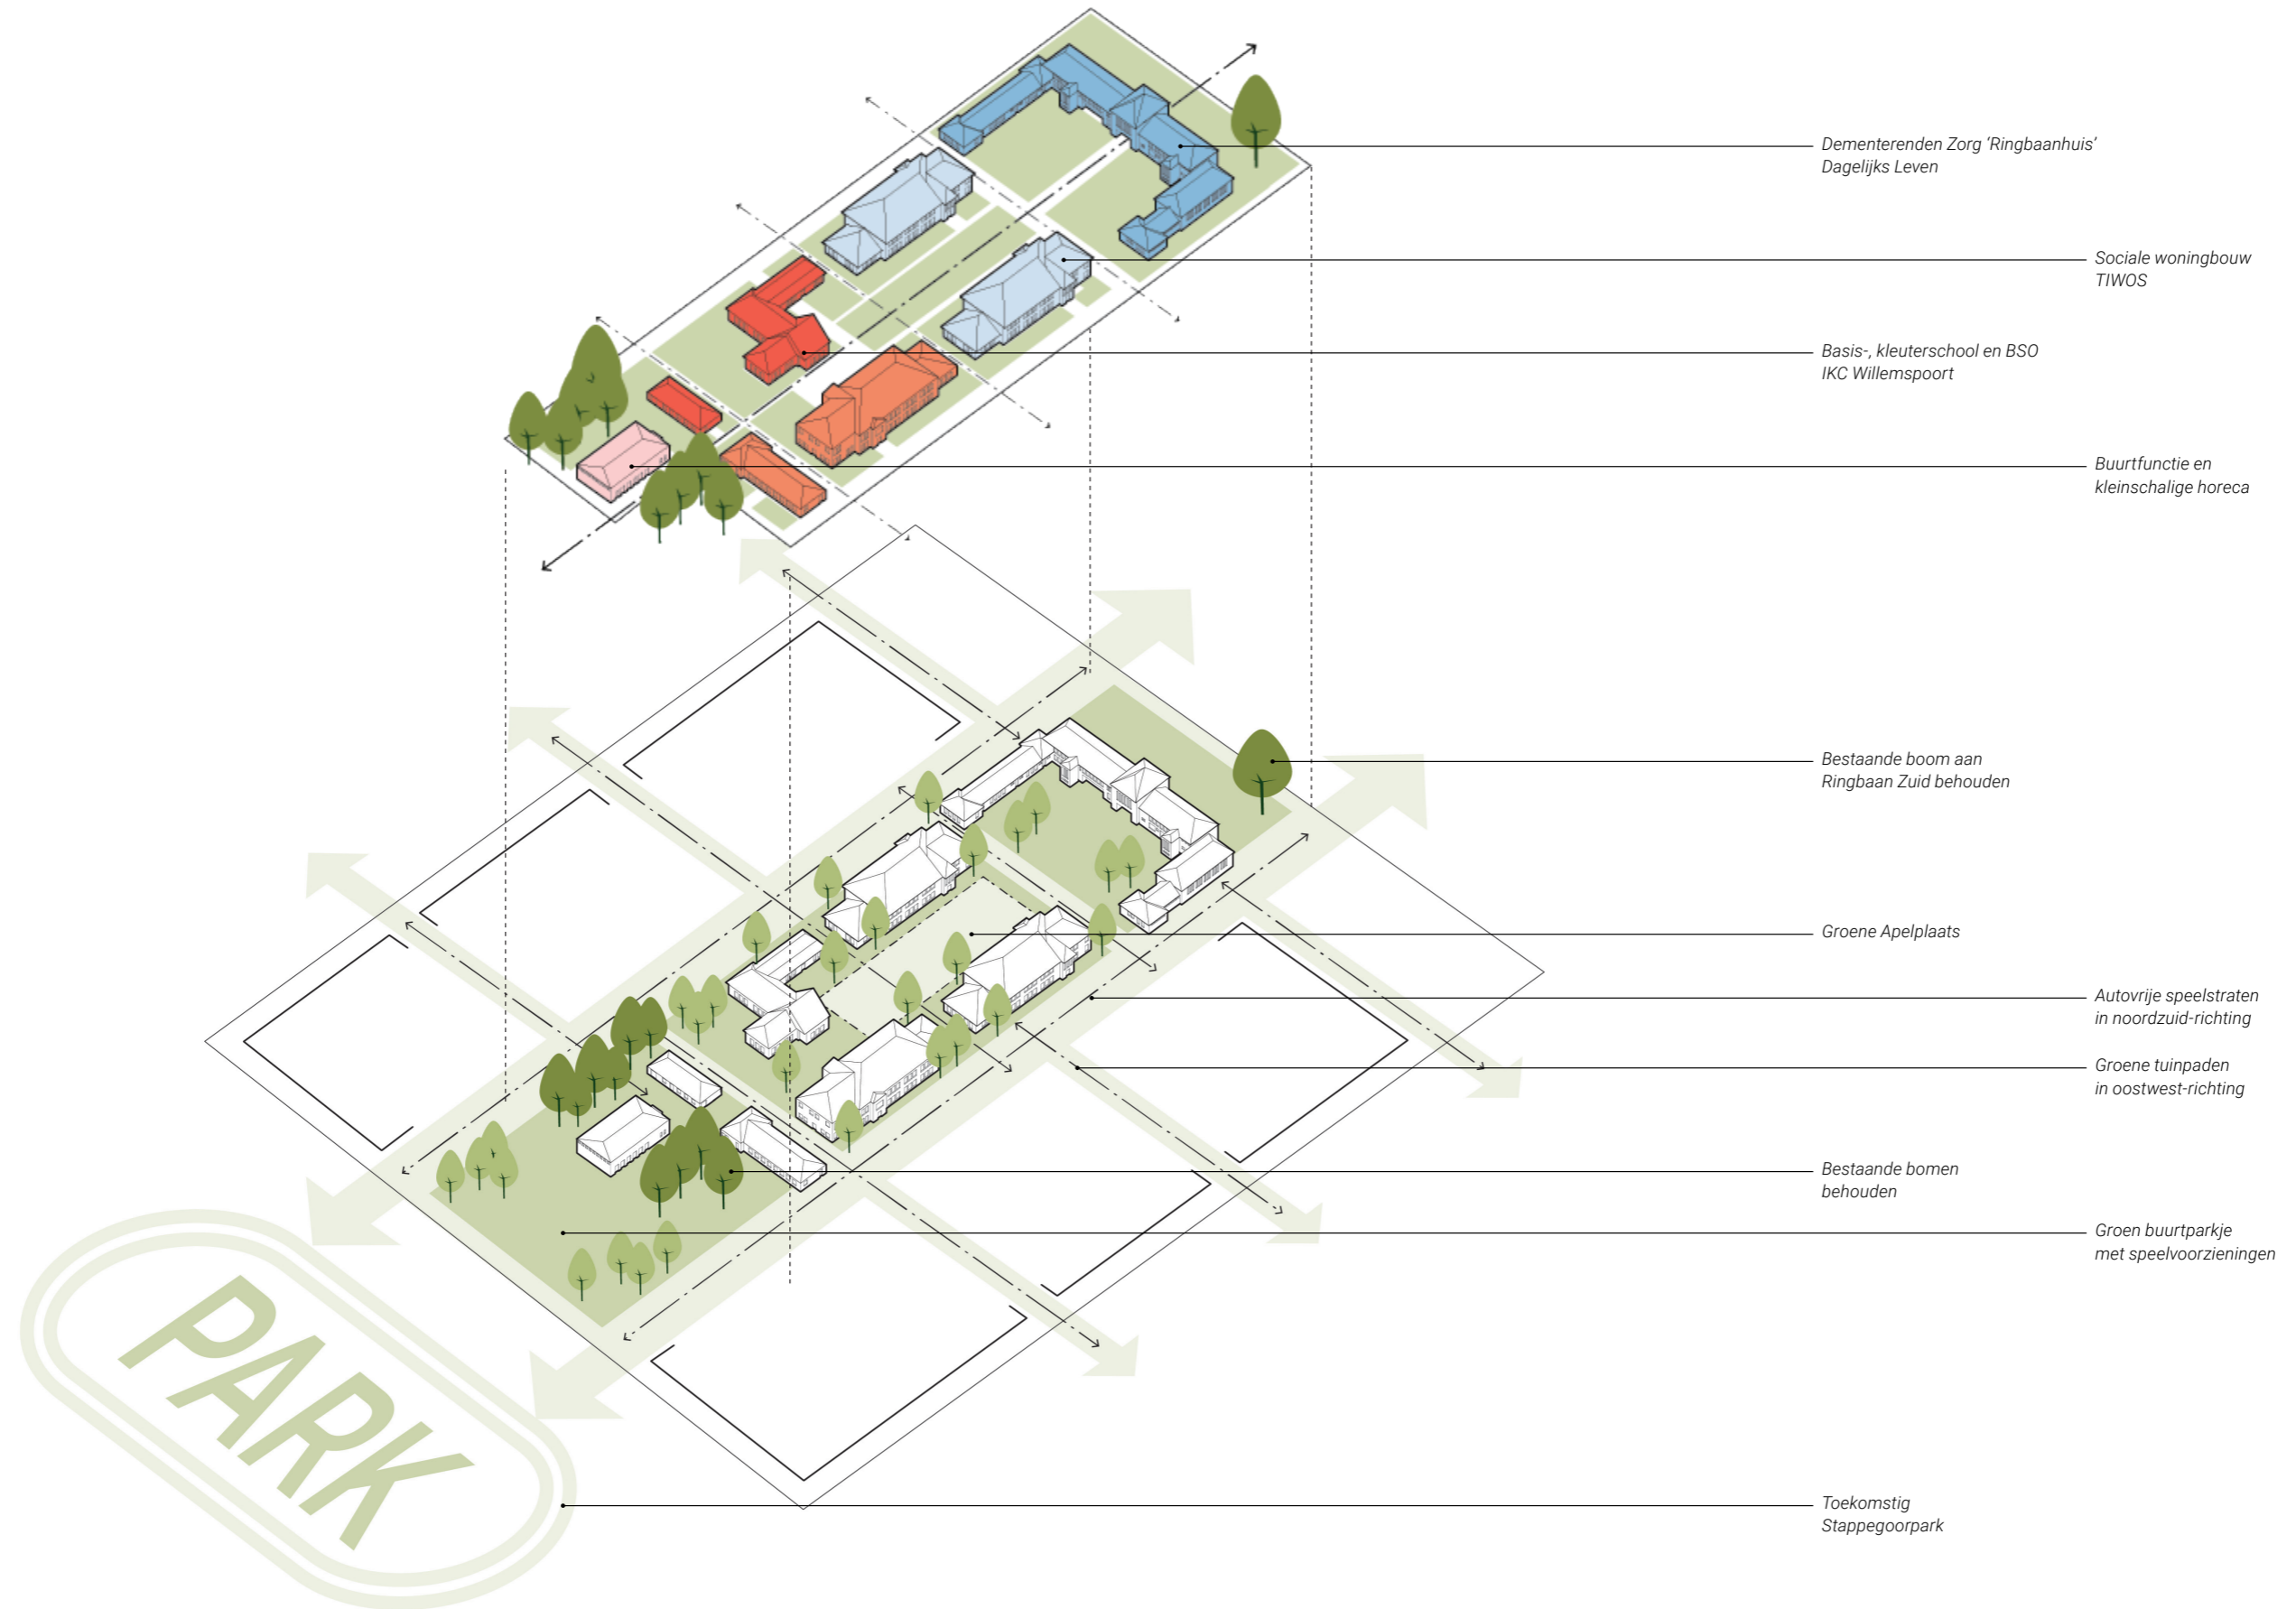 Dementerenden Zorg ‘Ringbaanhuis’
Dagelijks Leven
Sociale woningbouw
TIWOS
Basis-, kleuterschool en BSO
IKC Willemspoort
Buurtfunctie en
kleinschalige horeca
Bestaande boom aan
Ringbaan Zuid behouden
Groene Apelplaats
Autovrije speelstraten
in noordzuid-richting
Groene tuinpaden
in oostwest-richting
Bestaande bomen
behouden
Groen buurtparkje
met speelvoorzieningen
PARK
Toekomstig
Stappegoorpark